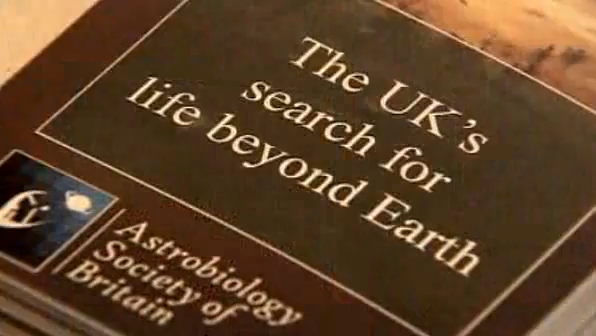 The UK's
search for
life beyond Earth
Astrobiology
Society of
Britain